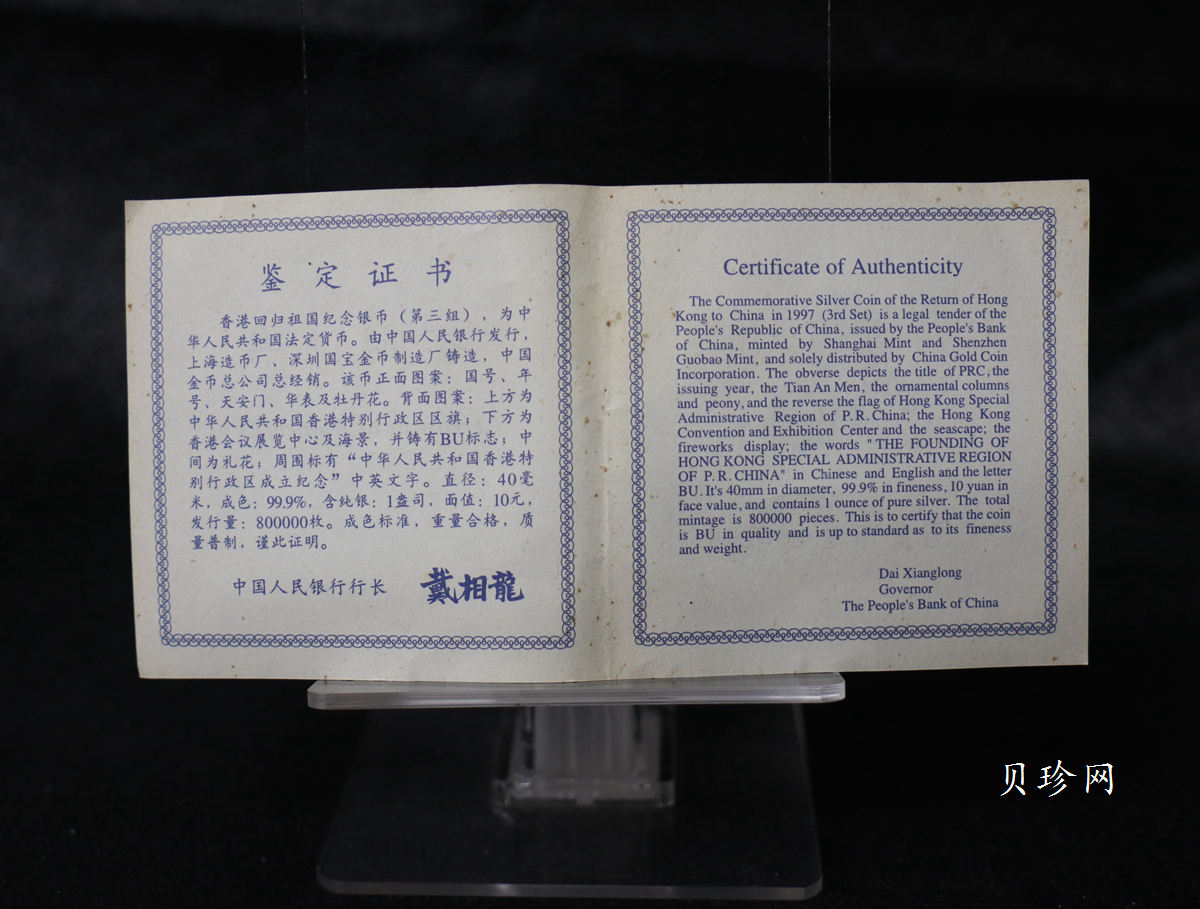 鉴定证书
香港回归祖国纪念银币（第三组），为中
华人民共和国法定货币。由中国人民银行发行，
上海造币厂、深圳国宝金币制造厂铸造，中国
金币总公司总经销。该币正面图案：国号、年
号、天安门、华表及牡丹花。背面图案：上方为
中华人民共和国香港特别行政区区旗；下方为
香港会议展览中心及海景，并铸有BU标志；中
间为礼花；周围标有“中华人民共和国香港特
别行政区成立纪念”中英文字。直径：40毫
米，成色：99.9%，含纯银：1盎司，面值：10元，
发行量：800000枚。成色标准，重量合格，质
量普制，谨此证明。
中国人民银行行长 戴相龍
Certificate of Authenticity
The Commemorative Silver Coin of the Return of Hong
Kong to China in 1997 (3rd Set) is a legal tender of the
People's Republic of China, issued by the People's Bank
of China, minted by Shanghai Mint and Shenzhen
Guobao Mint, and solely distributed by China Gold Coin
Incorporation. The obverse depicts the title of PRC, the
issuing year, the Tian An Men, the ornamental columns
and peony, and the reverse the flag of Hong Kong Special
Administrative Region of P.R.China; the Hong Kong
Convention and Exhibition Center and the seascape; the
fireworks display; the words "THE FOUNDING OF
HONG KONG SPECIAL ADMINISTRATIVE REGION
OF P.R.CHINA" in Chinese and English and the letter
BU. It's 40mm in diameter, 99.9% in fineness, 10 yuan in
face value, and contains 1 ounce of pure silver. The total
mintage is 800000 pieces. This is to certify that the coin
is BU in quality and is up to standard as to its fineness
and weight.
Dai Xianglong
Governor
The People's Bank of China
贝珍网